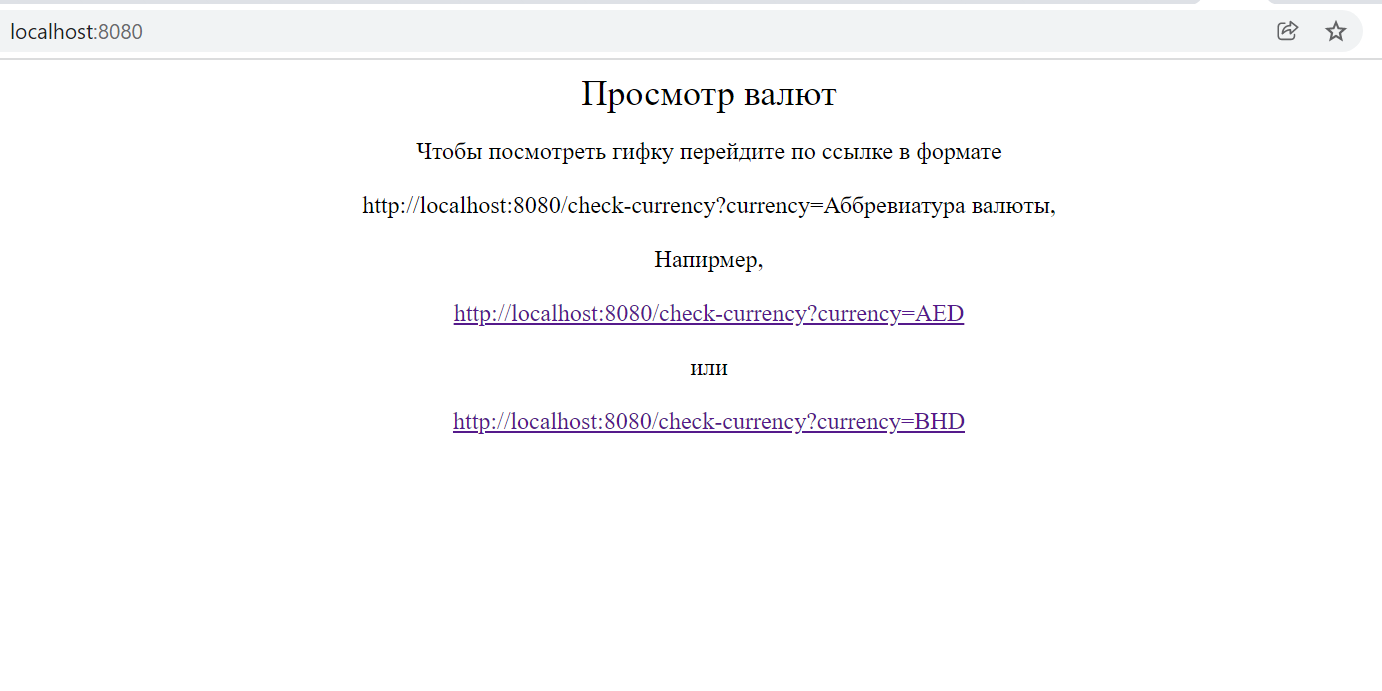 localhost:8080
Просмотр валют
Чтобы посмотреть гифку перейдите по ссылке в формате
http://localhost:8080/check-currency?currency=Аббревиатура валюты,
Напирмер,
http://localhost:8080/check-currency?currency=AED
или
http://localhost:8080/check-currency?currency=BHD